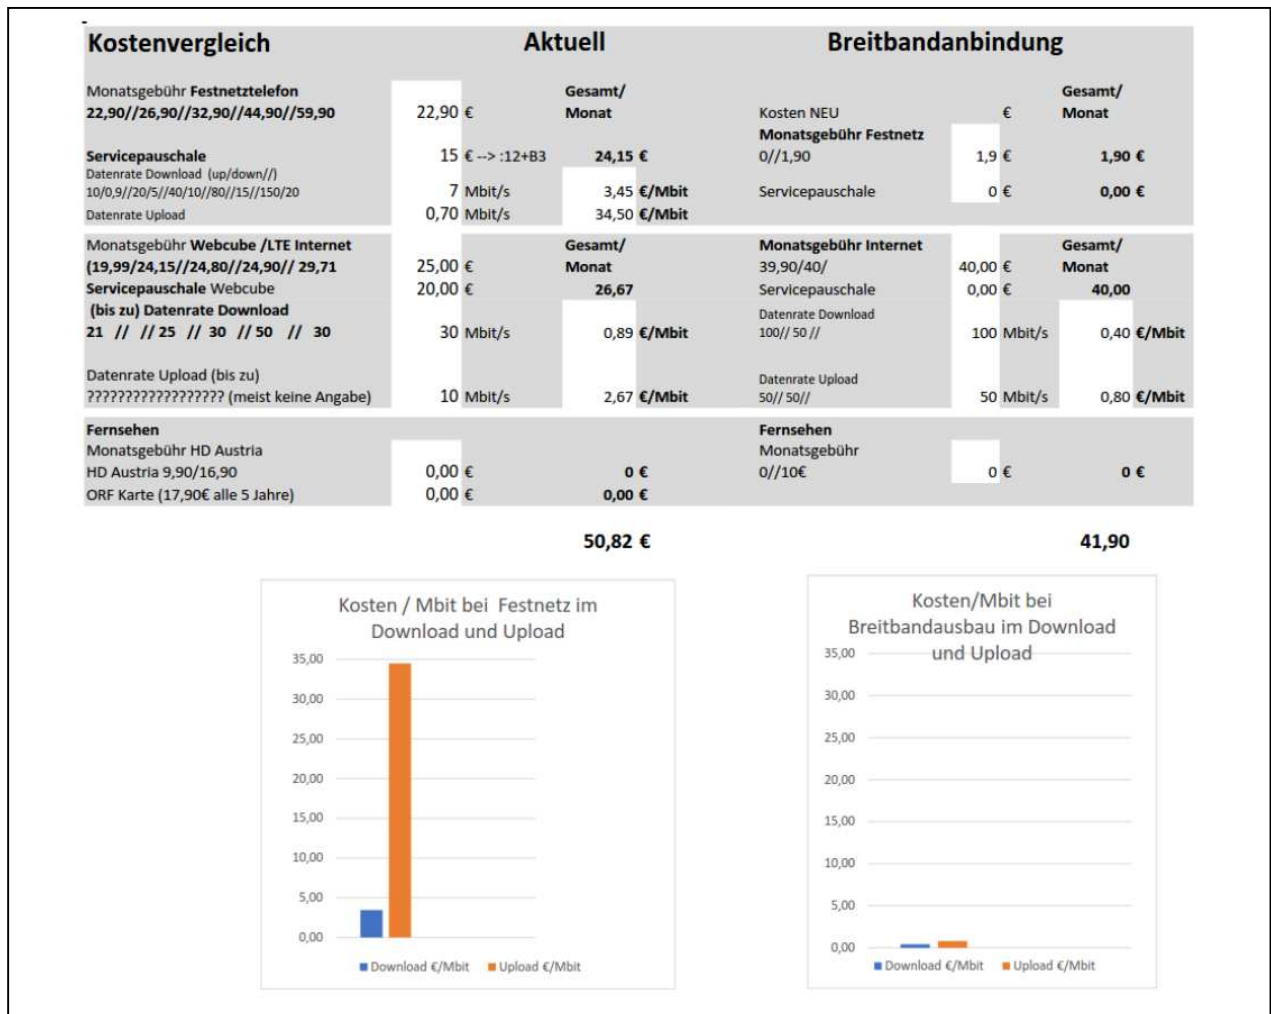 -
Kostenvergleich Aktuell Breitbandanbindung
Monatsgebühr Festnetztelefon Gesamt/ Gesamt/
22,90//26,90//32,90//44,90//59,90 22,90 € Monat Kosten NEU € Monat
Monatsgebühr Festnetz
Servicepauschale 15 € --> :12+B3 24,15 € 0//1,90 1,9 € 1,90 €
Datenrate Download (up/down//)
10/0,9//20/5//40/10//80//15//150/20 7 Mbit/s 3,45 €/Mbit Servicepauschale 0 € 0,00 €
Datenrate Upload 0,70 Mbit/s 34,50 €/Mbit
Monatsgebühr Webcube /LTE Internet Gesamt/ Monatsgebühr Internet Gesamt/
(19,99/24,15//24,80//24,90// 29,71 25,00 € Monat 39,90/40/ 40,00 € Monat
Servicepauschale Webcube 20,00 € 26,67 Servicepauschale 0,00 € 40,00
(bis zu) Datenrate Download Datenrate Download
21 // // 25 // 30 // 50 // 30 30 Mbit/s 0,89 €/Mbit 100// 50 // 100 Mbit/s 0,40 €/Mbit
Datenrate Upload (bis zu) Datenrate Upload
?????????????????? (meist keine Angabe) 10 Mbit/s 2,67 €/Mbit 50// 50// 50 Mbit/s 0,80 €/Mbit
Fernsehen Fernsehen
Monatsgebühr HD Austria Monatsgebühr
HD Austria 9,90/16,90 0,00 € 0 € 0//10€ 0 € 0 €
ORF Karte (17,90€ alle 5 Jahre) 0,00 € 0,00 €
50,82 € 41,90
Kosten / Mbit bei Festnetz im
Download und Upload
35,00
30,00
25,00
20,00
15,00
10,00
5,00
0,00
Download €/Mbit Upload €/Mbit
Kosten/Mbit bei
Breitbandausbau im Download
und Upload
35,00
30,00
25,00
20,00
15,00
10,00
5,00
0,00
Download €/Mbit Upload €/Mbit